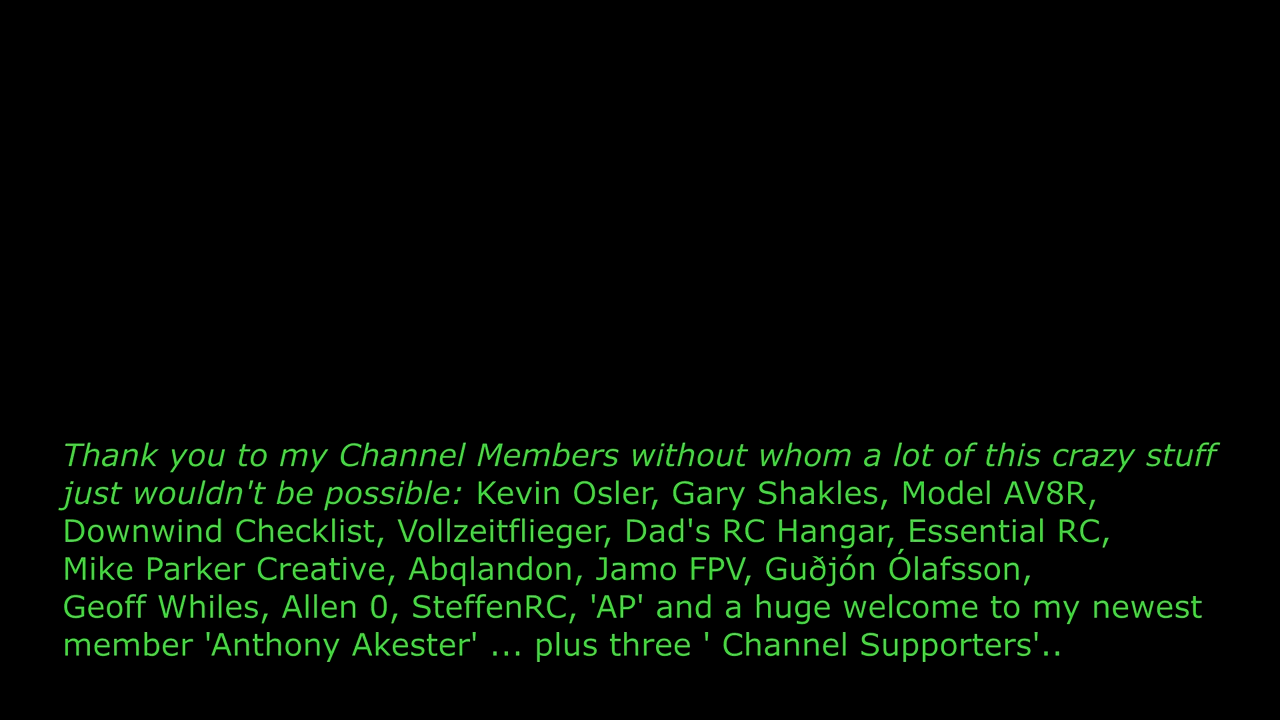 Thank you to my Channel Members without whom a lot of this crazy stuff
just wouldn't be possible: Kevin Osler, Gary Shakles, Model AV8R,
Downwind Checklist, Vollzeitflieger, Dad's RC Hangar, Essential RC,
Mike Parker Creative, Abqlandon, Jamo FPV, Guðjón Ólafsson,
Geoff Whiles, Allen 0, SteffenRC, 'AP' and a huge welcome to my newest
member 'Anthony Akester' ... plus three ' Channel Supporters'..